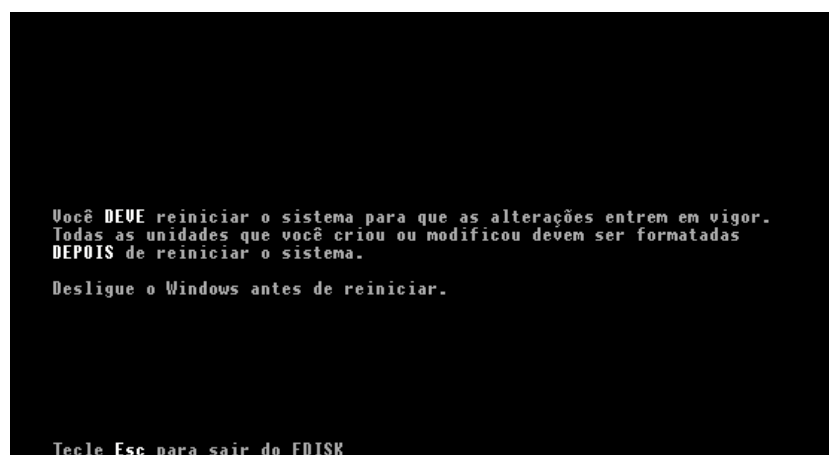 Você DEVE reiniciar o sistema para que as alterações entrem em vigor.
Todas as unidades que você criou ou modificou devem ser formatadas
DEPOIS de reiniciar o sistema.
Desligue o Windows antes de reiniciar.
Tecle Esc para sair do FDISK